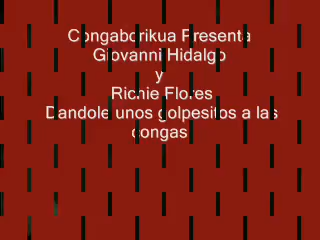 Congaborikua Presenta
Giovanni Hidalgo
y
Richie Flores
Dandole unos golpesitos a las
congas